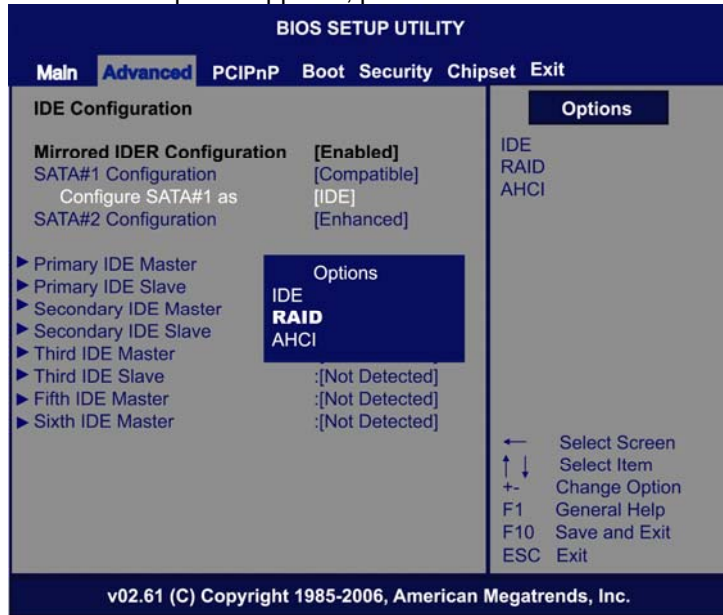 BIOS SETUP UTILITY
Main Advanced PCIPnP Boot Security Chipset Exit
IDE Configuration
Mirrored IDER Configuration [Enabled]
SATA#1 Configuration [Compatible]
Configure SATA#1 as [IDE]
SATA#2 Configuration [Enhanced]
Primary IDE Master
Primary IDE Slave
Secondary IDE Master
Secondary IDE Slave
Third IDE Master
Third IDE Slave :[Not Detected]
Fifth IDE Master :[Not Detected]
Sixth IDE Master :[Not Detected]
Options
IDE
RAID
AHCI
Options
IDE
RAID
AHCI
← Select Screen
↑↓ Select Item
+- Change Option
F1 General Help
F10 Save and Exit
ESC Exit
v02.61 (C) Copyright 1985-2006, American Megatrends, Inc.